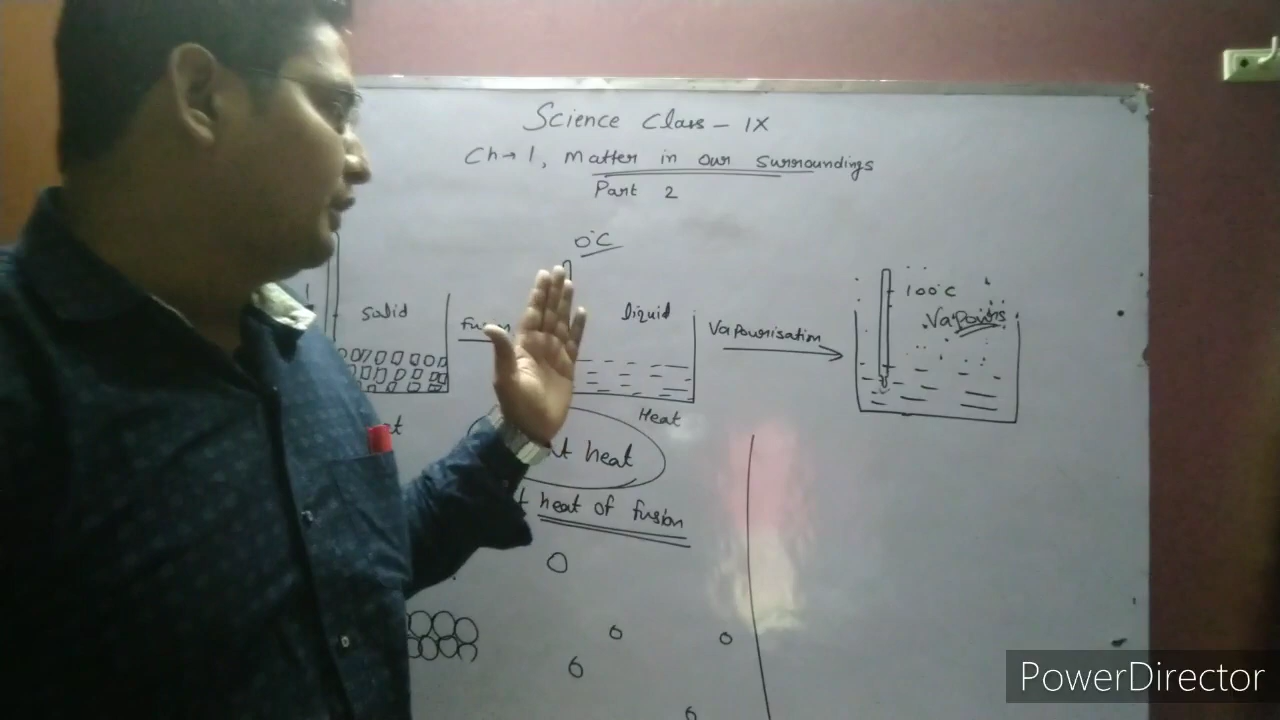 Science Class - IX
Ch→ 1, Matter in our surroundings
Part 2
0°C
solid
liquid
Vapourisation
100°C
Vapours
Heat
heat
heat of fusion
PowerDirector